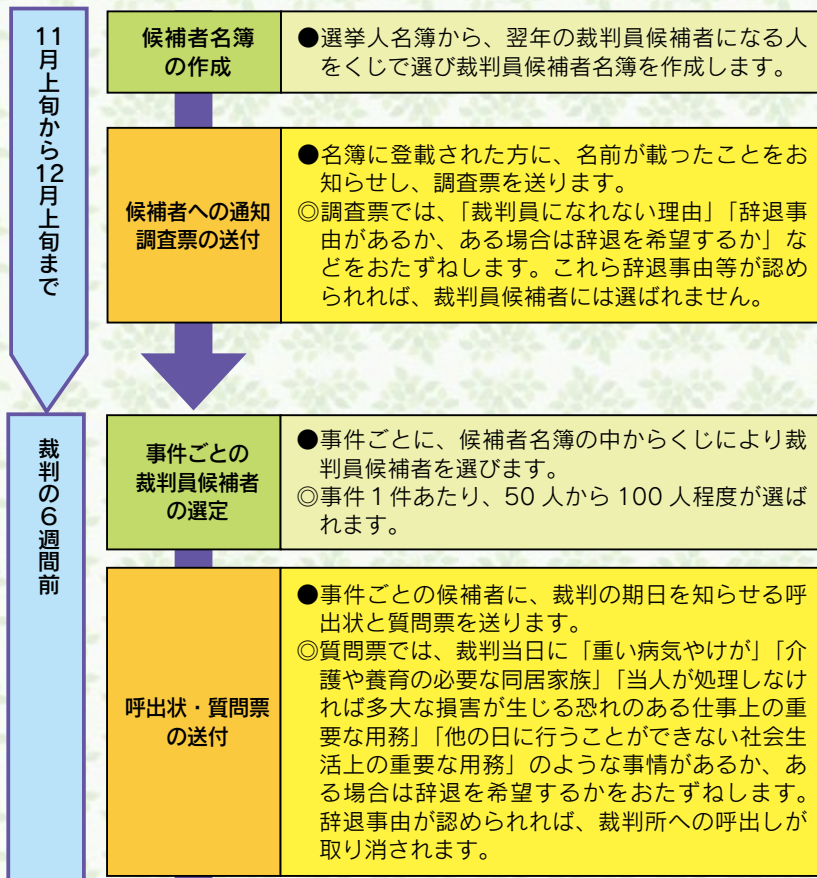 11月上旬から12月上旬まで
候補者名簿
の作成
●選挙人名簿から、翌年の裁判員候補者になる人
をくじで選び裁判員候補者名簿を作成します。
候補者への通知
調査票の送付
●名簿に登載された方に、名前が載ったことをお
知らせし、調査票を送ります。
◎調査票では、「裁判員になれない理由」「辞退事
由があるか、ある場合は辞退を希望するか」な
どをおたずねします。これら辞退事由等が認め
られれば、裁判員候補者には選ばれません。
裁判の6週間前
事件ごとの
裁判員候補者
の選定
●事件ごとに、候補者名簿の中からくじにより裁
判員候補者を選びます。
◎事件1件あたり、50人から100人程度が選ば
れます。
呼出状・質問票
の送付
●事件ごとの候補者に、裁判の期日を知らせる呼
出状と質問票を送ります。
◎質問票では、裁判当日に「重い病気やけが」「介
護や養育の必要な同居家族」「当人が処理しなけ
れば多大な損害が生じる恐れのある仕事上の重
要な用務」「他の日に行うことができない社会生
活上の重要な用務」のような事情があるか、あ
る場合は辞退を希望するかをおたずねします。
辞退事由が認められれば、裁判所への呼出しが
取り消されます。